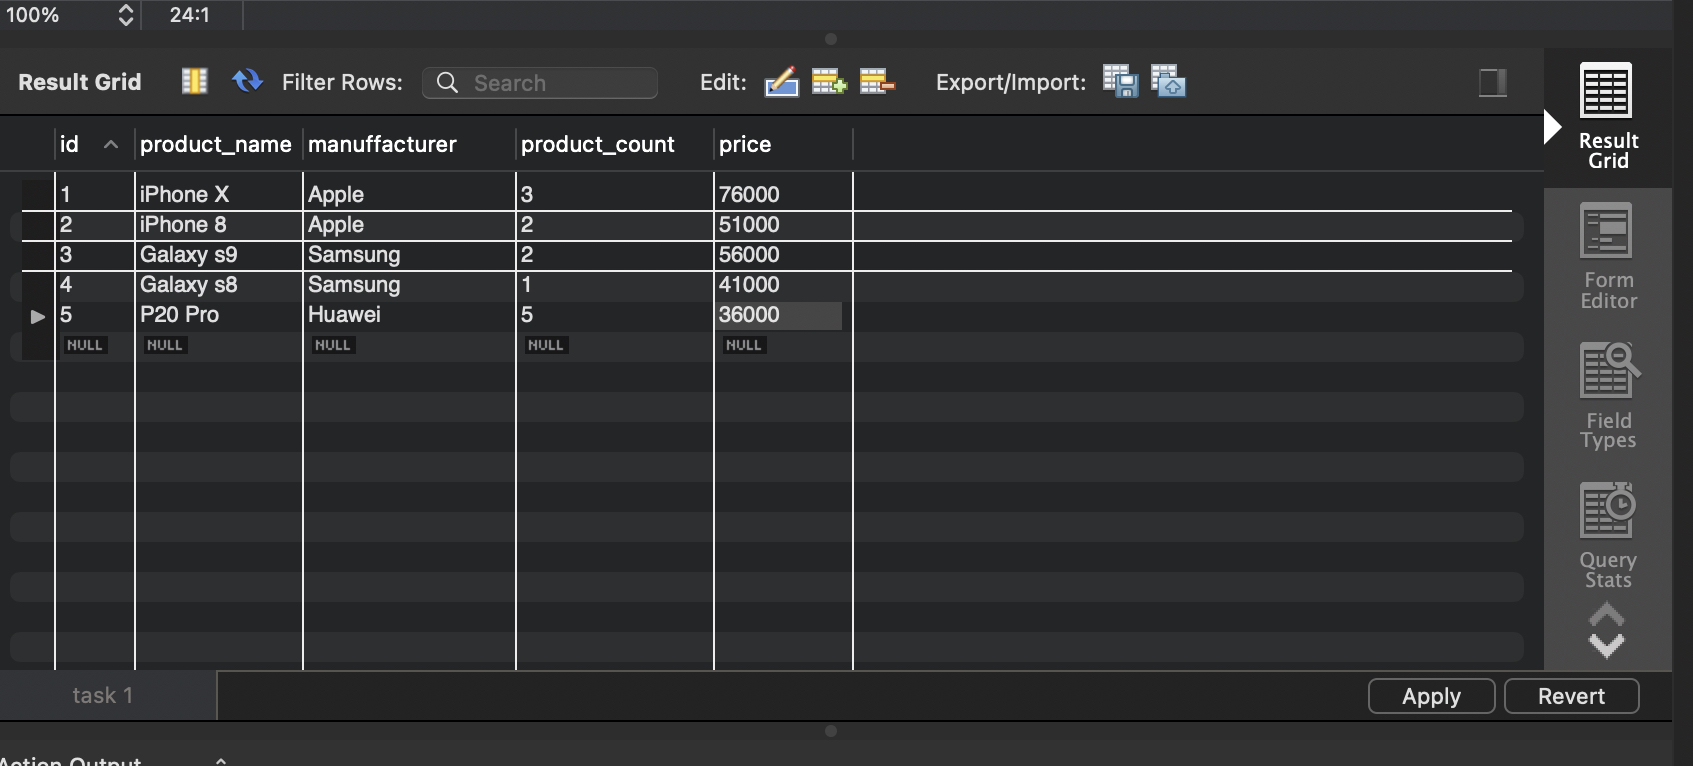 100% 24:1
Result Grid Filter Rows: Search Edit: Export/Import:
id product_name manuffacturer product_count price
1 iPhone X Apple 3 76000
2 iPhone 8 Apple 2 51000
3 Galaxy s9 Samsung 2 56000
4 Galaxy s8 Samsung 1 41000
5 P20 Pro Huawei 5 36000
NULL NULL NULL NULL NULL
Result
Grid
Form
Editor
Field
Types
Query
Stats
task 1 Apply Revert
Action Output